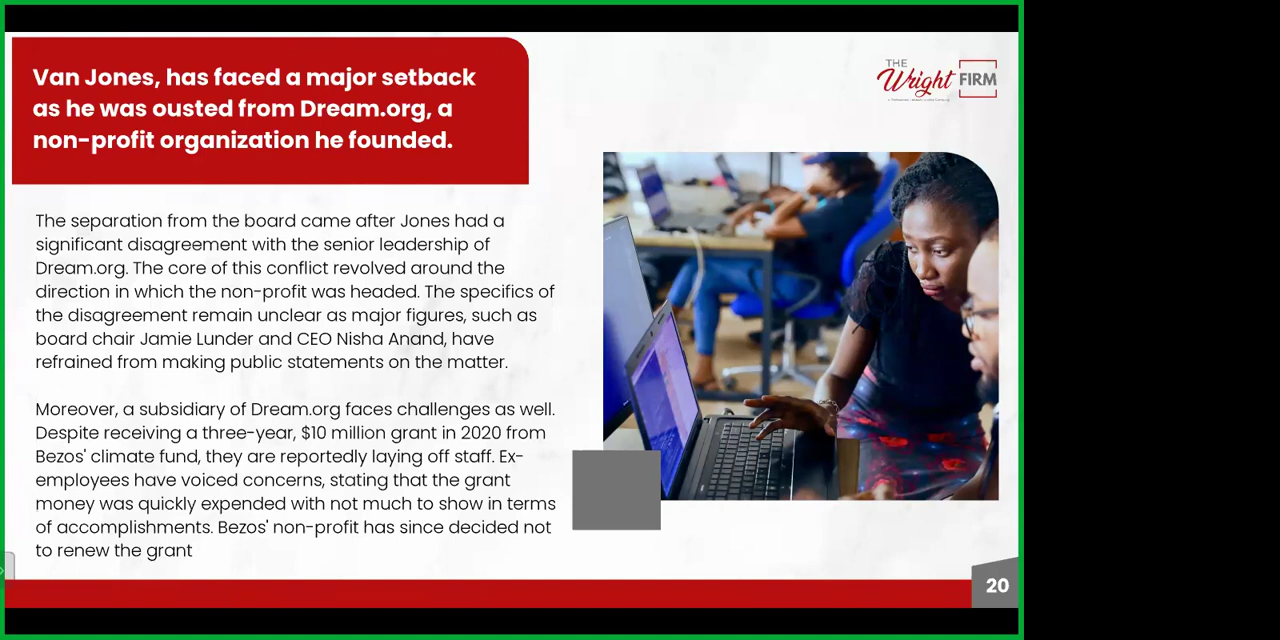 Van Jones, has faced a major setback
as he was ousted from Dream.org, a
non-profit organization he founded.
THE
Wright FIRM
The separation from the board came after Jones had a
significant disagreement with the senior leadership of
Dream.org. The core of this conflict revolved around the
direction in which the non-profit was headed. The specifics of
the disagreement remain unclear as major figures, such as
board chair Jamie Lunder and CEO Nisha Anand, have
refrained from making public statements on the matter.
Moreover, a subsidiary of Dream.org faces challenges as well.
Despite receiving a three-year, $10 million grant in 2020 from
Bezos' climate fund, they are reportedly laying off staff. Ex-
employees have voiced concerns, stating that the grant
money was quickly expended with not much to show in terms
of accomplishments. Bezos' non-profit has since decided not
to renew the grant
20